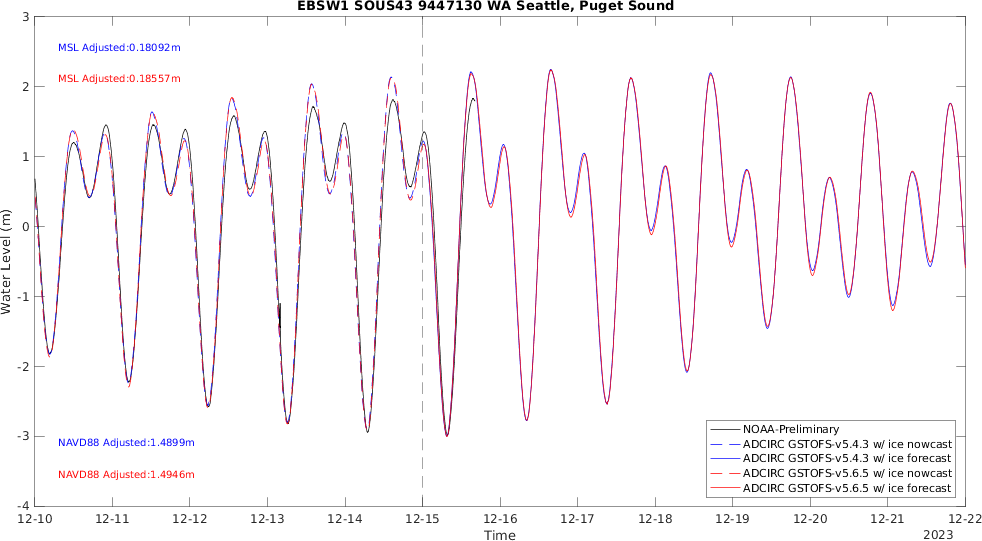 EBSW1 SOUS43 9447130 WA Seattle, Puget Sound
3
2
1
0
-1
-2
-3
-4
Water Level (m)
MSL Adjusted:0.18092m
MSL Adjusted:0.18557m
NAVD88 Adjusted:1.4899m
NAVD88 Adjusted:1.4946m
NOAA-Preliminary
ADCIRC GSTOFS-v5.4.3 w/ ice nowcast
ADCIRC GSTOFS-v5.4.3 w/ ice forecast
ADCIRC GSTOFS-v5.6.5 w/ ice nowcast
ADCIRC GSTOFS-v5.6.5 w/ ice forecast
12-10 12-11 12-12 12-13 12-14 12-15 12-16 12-17 12-18 12-19 12-20 12-21 12-22
Time
2023